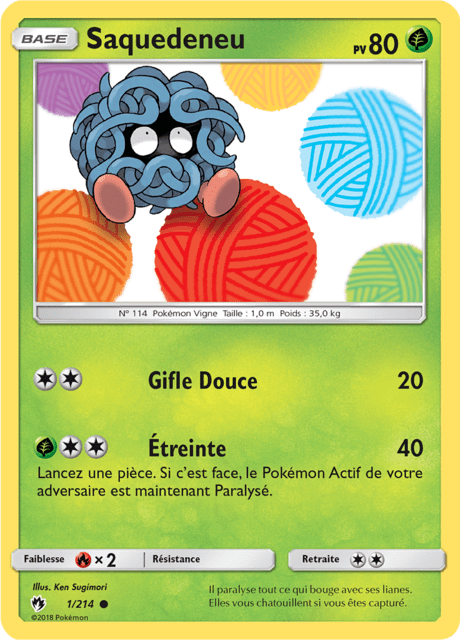 BASE Saquedeneu PV 80
N° 114 Pokémon Vigne Taille : 1,0 m Poids : 35,0 kg
Gifle Douce 20
Étreinte 40
Lancez une pièce. Si c'est face, le Pokémon Actif de votre
adversaire est maintenant Paralysé.
Faiblesse ×2 Résistance Retraite
Illus. Ken Sugimori
1/214
©2018 Pokémon
Il paralyse tout ce qui bouge avec ses lianes.
Elles vous chatouillent si vous êtes capturé.